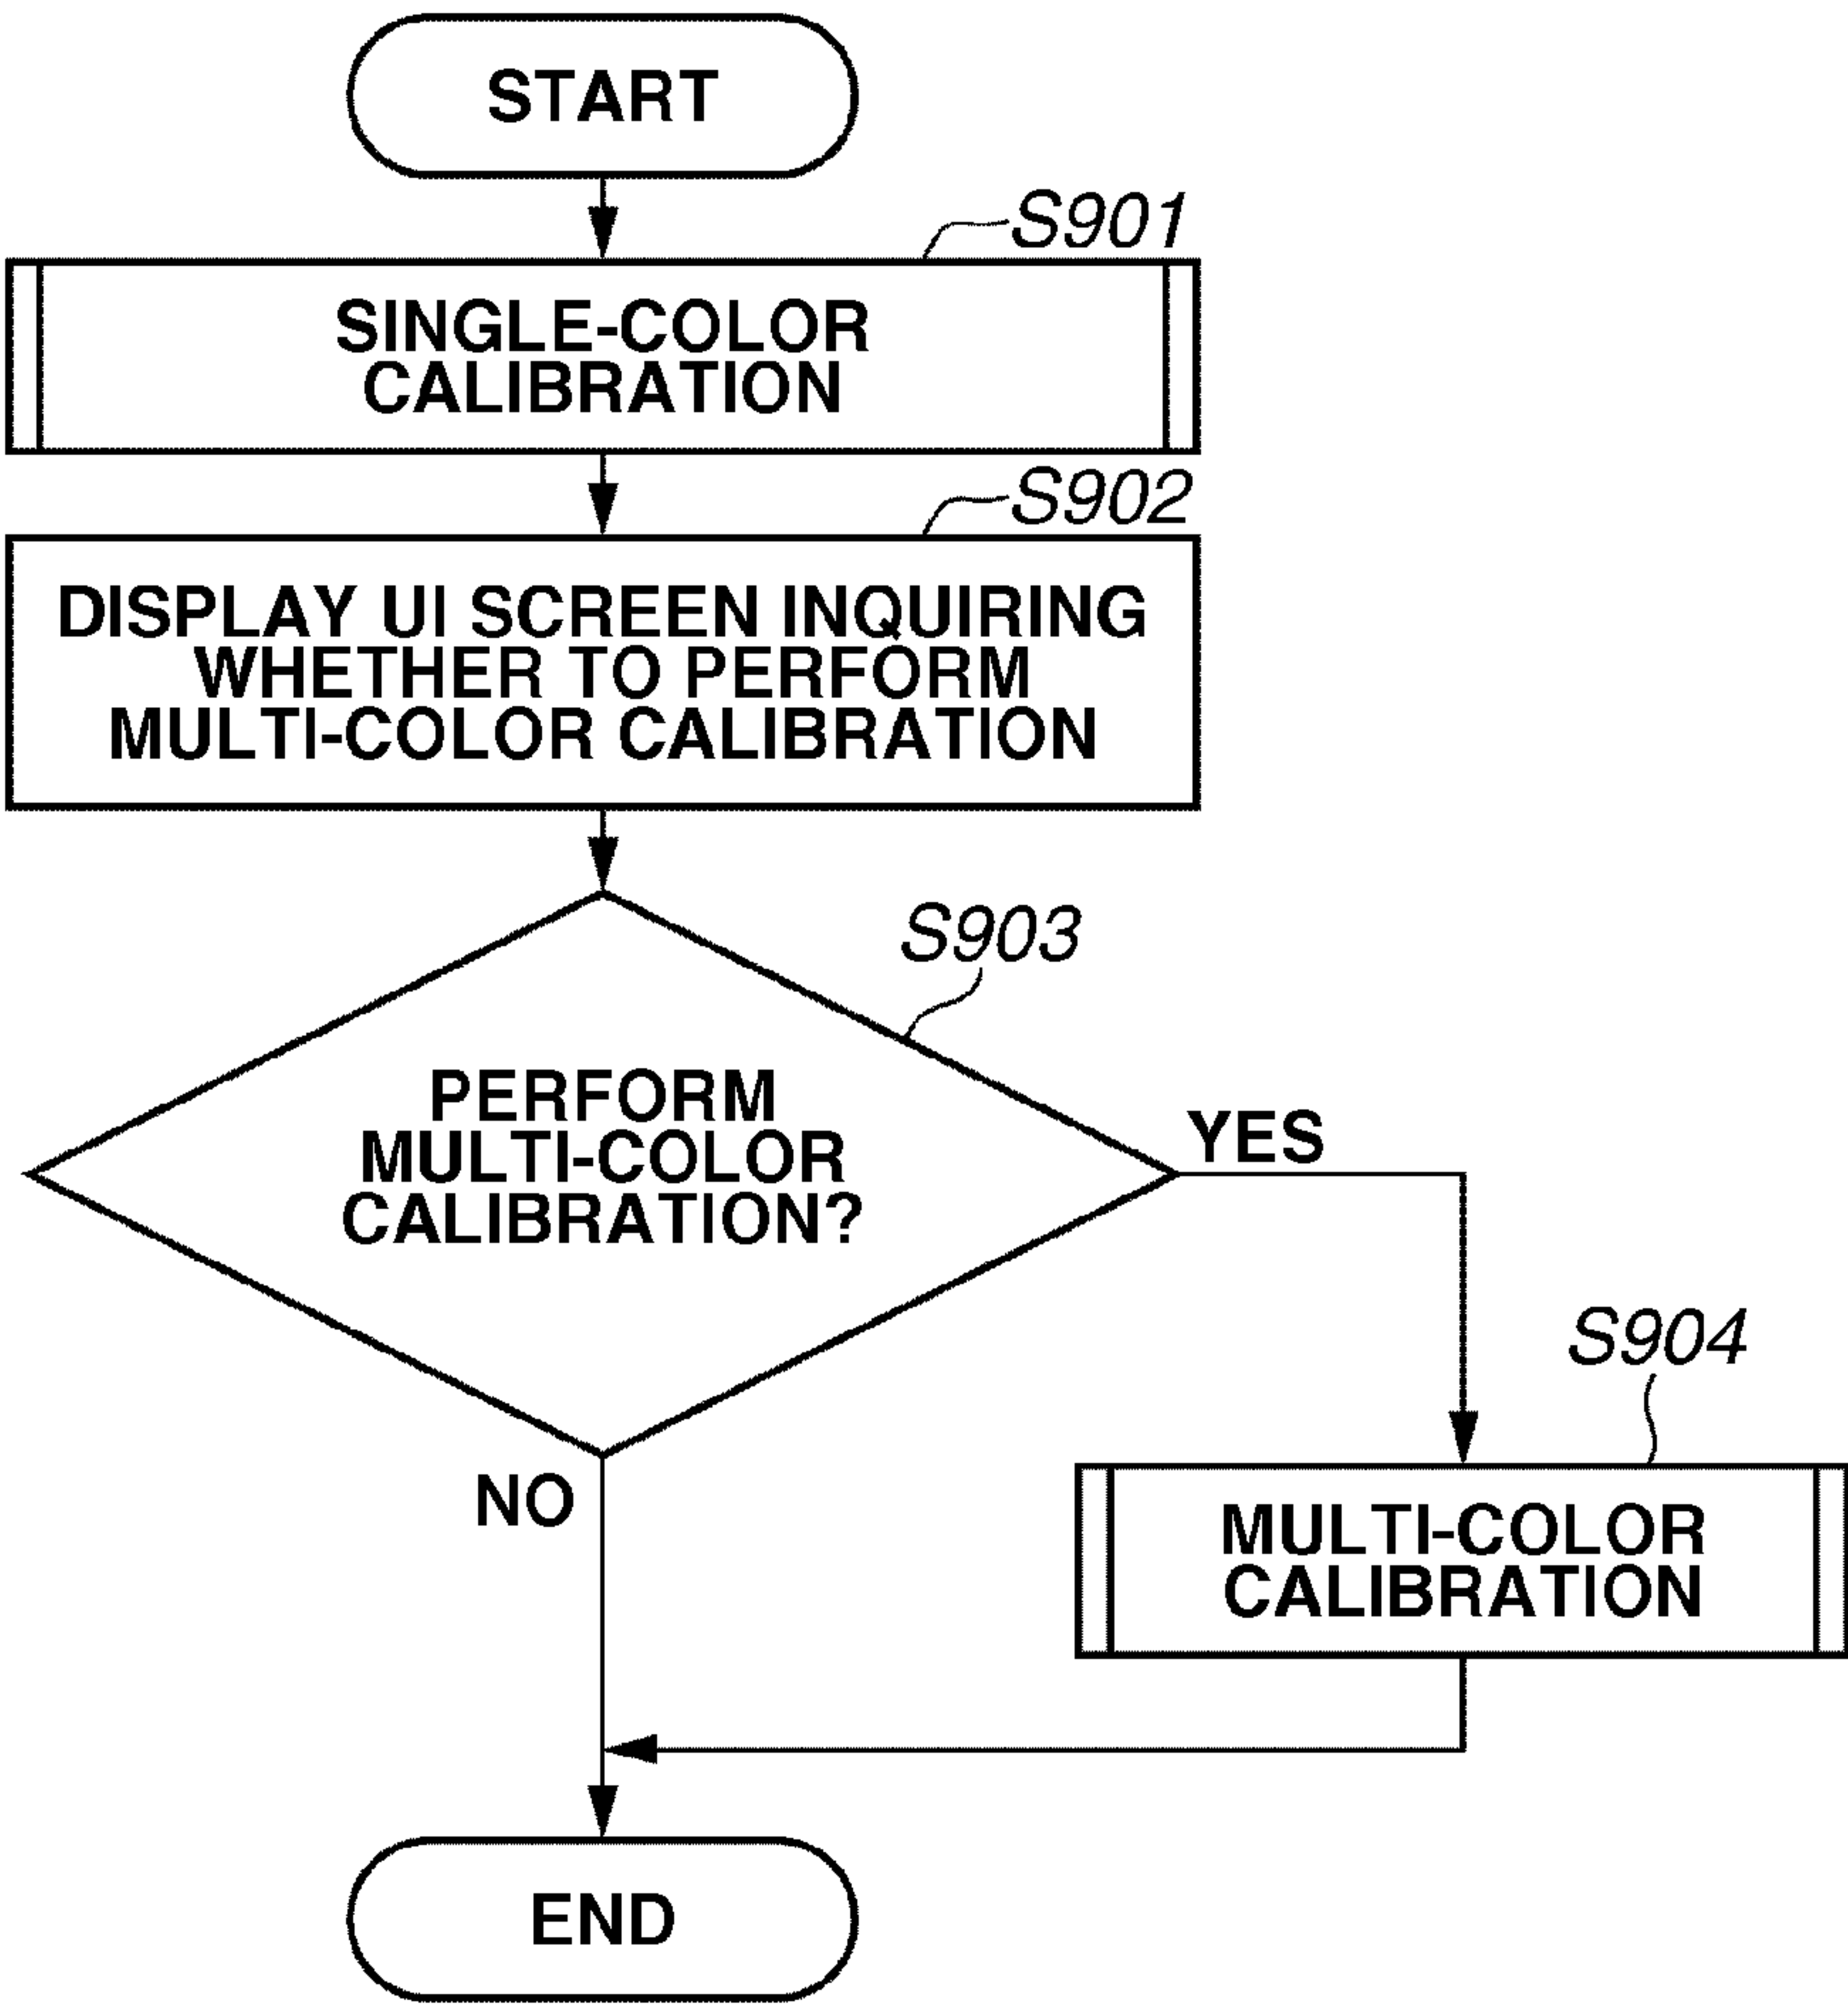 START
S901
SINGLE-COLOR
CALIBRATION
S902
DISPLAY UI SCREEN INQUIRING
WHETHER TO PERFORM
MULTI-COLOR CALIBRATION
S903
PERFORM
MULTI-COLOR
CALIBRATION?
YES
S904
NO
MULTI-COLOR
CALIBRATION
END